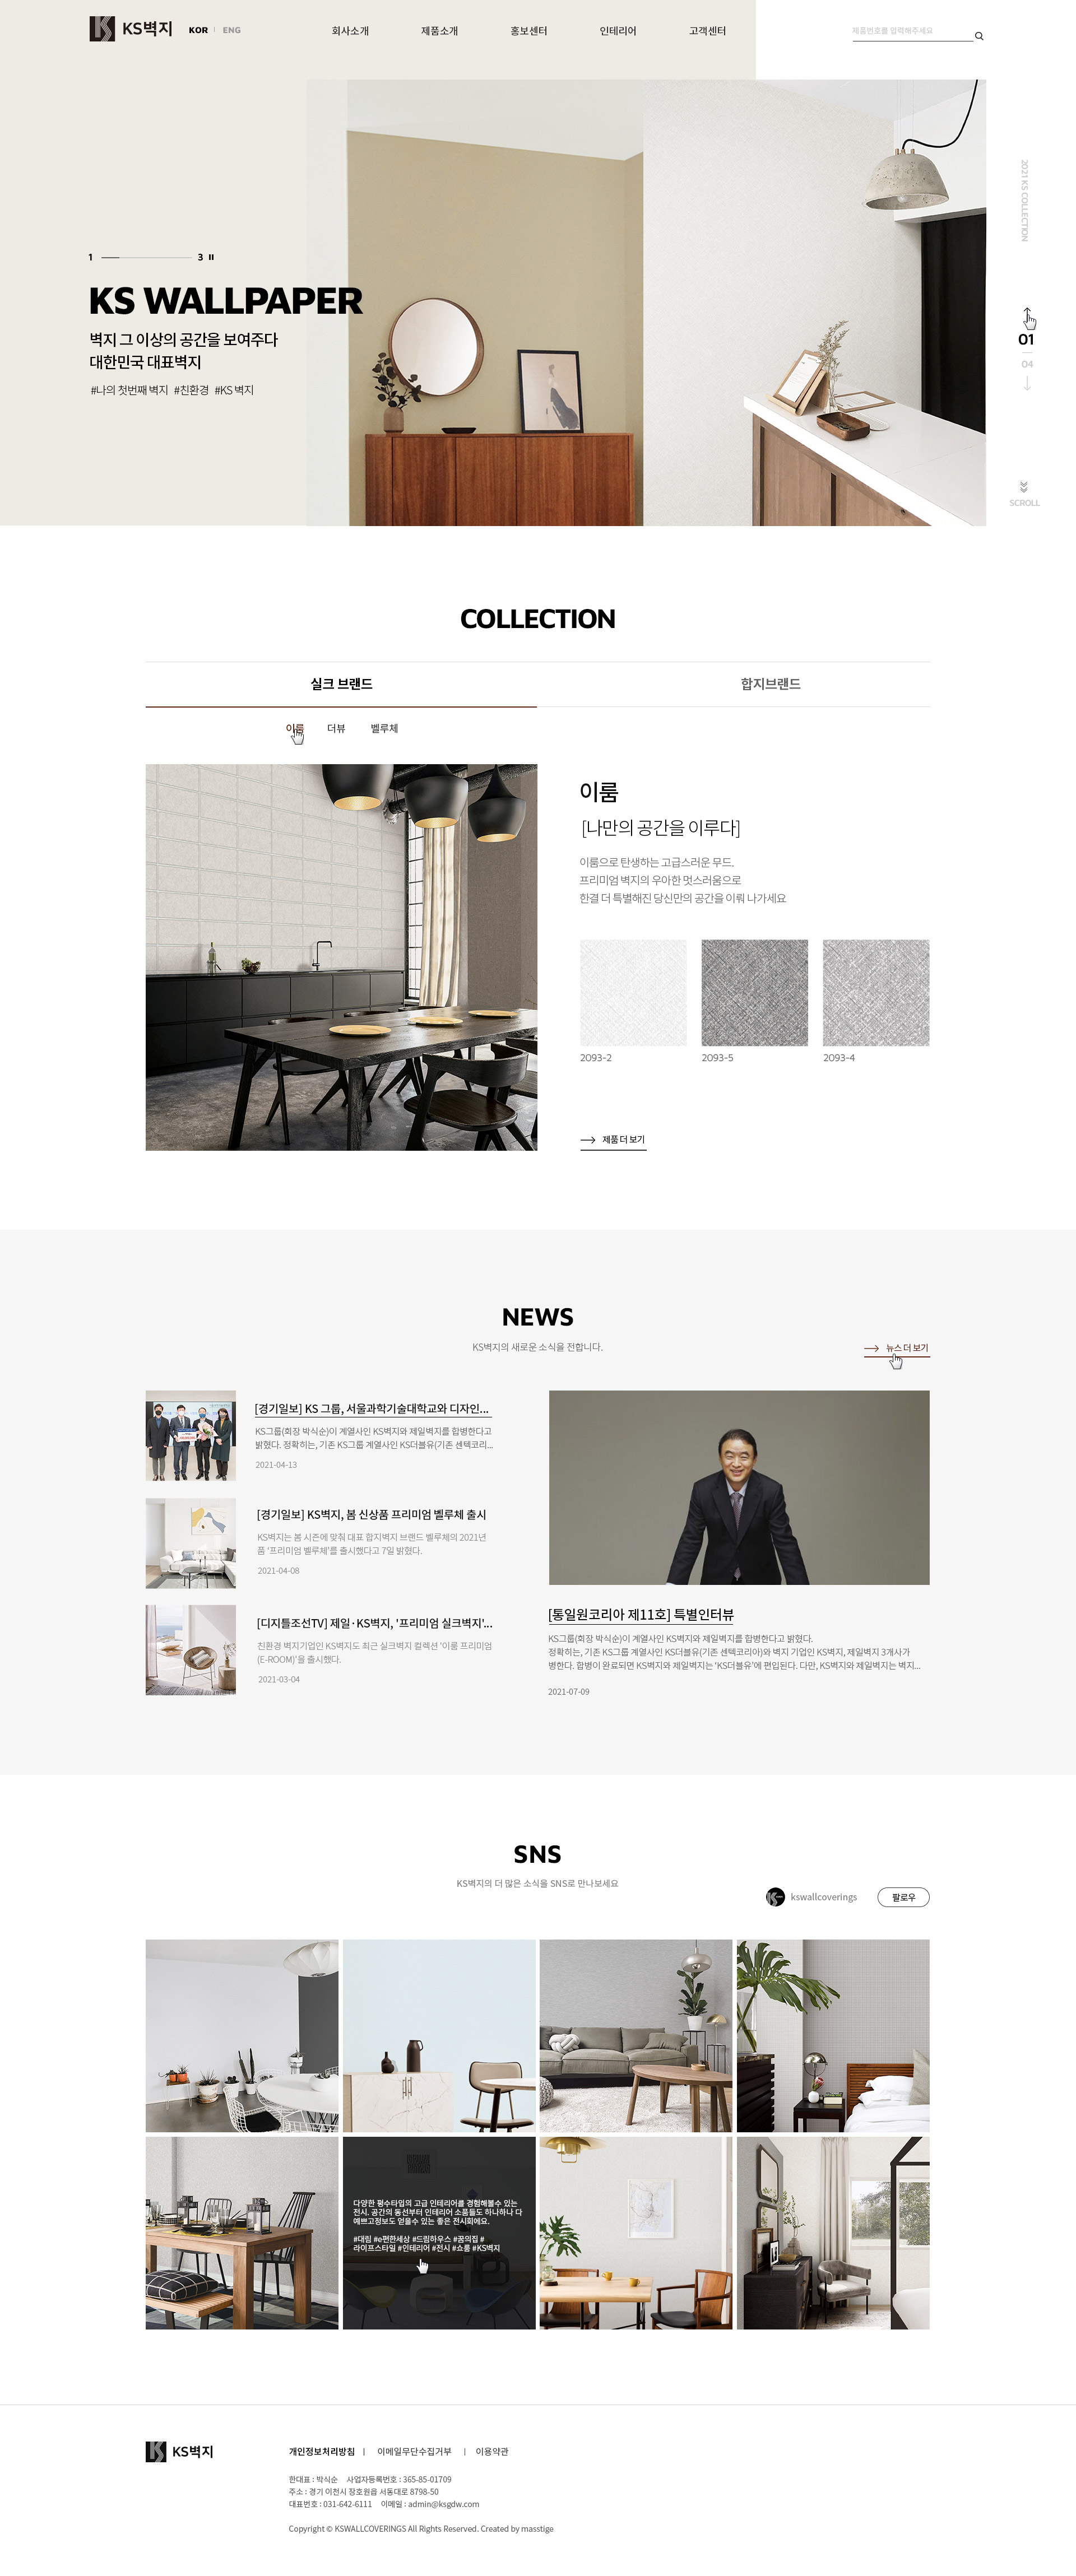 KS벽지
KOR ENG
회사소개 제품소개 홍보센터 인테리어 고객센터
제품번호를 입력해주세요
2021 KS COLLECTION
1 3
KS WALLPAPER
벽지 그 이상의 공간을 보여주다
대한민국 대표벽지
#나의 첫번째 벽지 #친환경 #KS 벽지
01
04
SCROLL
COLLECTION
실크 브랜드 합지브랜드
이룸 더뷰 벨루체
이룸
[나만의 공간을 이루다]
이룸으로 탄생하는 고급스러운 무드.
프리미엄 벽지의 우아한 멋스러움으로
한결 더 특별해진 당신만의 공간을 이뤄 나가세요
2093-2 2093-5 2093-4
제품 더 보기
NEWS
KS벽지의 새로운 소식을 전합니다.
뉴스 더 보기
[경기일보] KS 그룹, 서울과학기술대학교와 디자인...
KS그룹(회장 박식순)이 계열사인 KS벽지와 제일벽지를 합병한다고
밝혔다. 정확히는, 기존 KS그룹 계열사인 KS더블유(기존 센텍코리...
2021-04-13
[경기일보] KS벽지, 봄 신상품 프리미엄 벨루체 출시
KS벽지는 봄 시즌에 맞춰 대표 합지벽지 브랜드 벨루체의 2021년
품 '프리미엄 벨루체'를 출시했다고 7일 밝혔다.
2021-04-08
[디지틀조선TV] 제일·KS벽지, '프리미엄 실크벽지'...
친환경 벽지기업인 KS벽지도 최근 실크벽지 컬렉션 '이룸 프리미엄
(E-ROOM)'을 출시했다.
2021-03-04
[통일원코리아 제11호] 특별인터뷰
KS그룹(회장 박식순)이 계열사인 KS벽지와 제일벽지를 합병한다고 밝혔다.
정확히는, 기존 KS그룹 계열사인 KS더블유(기존 센텍코리아)와 벽지 기업인 KS벽지, 제일벽지 3개사가
병한다. 합병이 완료되면 KS벽지와 제일벽지는 'KS더블유'에 편입된다. 다만, KS벽지와 제일벽지는 벽지...
2021-07-09
SNS
KS벽지의 더 많은 소식을 SNS로 만나보세요
kswallcoverings 팔로우
다양한 평수타입의 고급 인테리어를 경험해볼수 있는
전시. 공간의 동선부터 인테리어 소품들도 하나하나 다
예쁘고정보도 얻을수 있는 좋은 전시회에요.
#대림 #e편한세상 #드림하우스 #꿈의집 #
라이프스타일 #인테리어 #전시 #쇼룸 #KS벽지
KS벽지
개인정보처리방침 | 이메일무단수집거부 | 이용약관
한대표 : 박식순 사업자등록번호 : 365-85-01709
주소 : 경기 이천시 장호원읍 서동대로 8798-50
대표번호 : 031-642-6111 이메일 : admin@ksgdw.com
Copyright © KSWALLCOVERINGS All Rights Reserved. Created by masstige